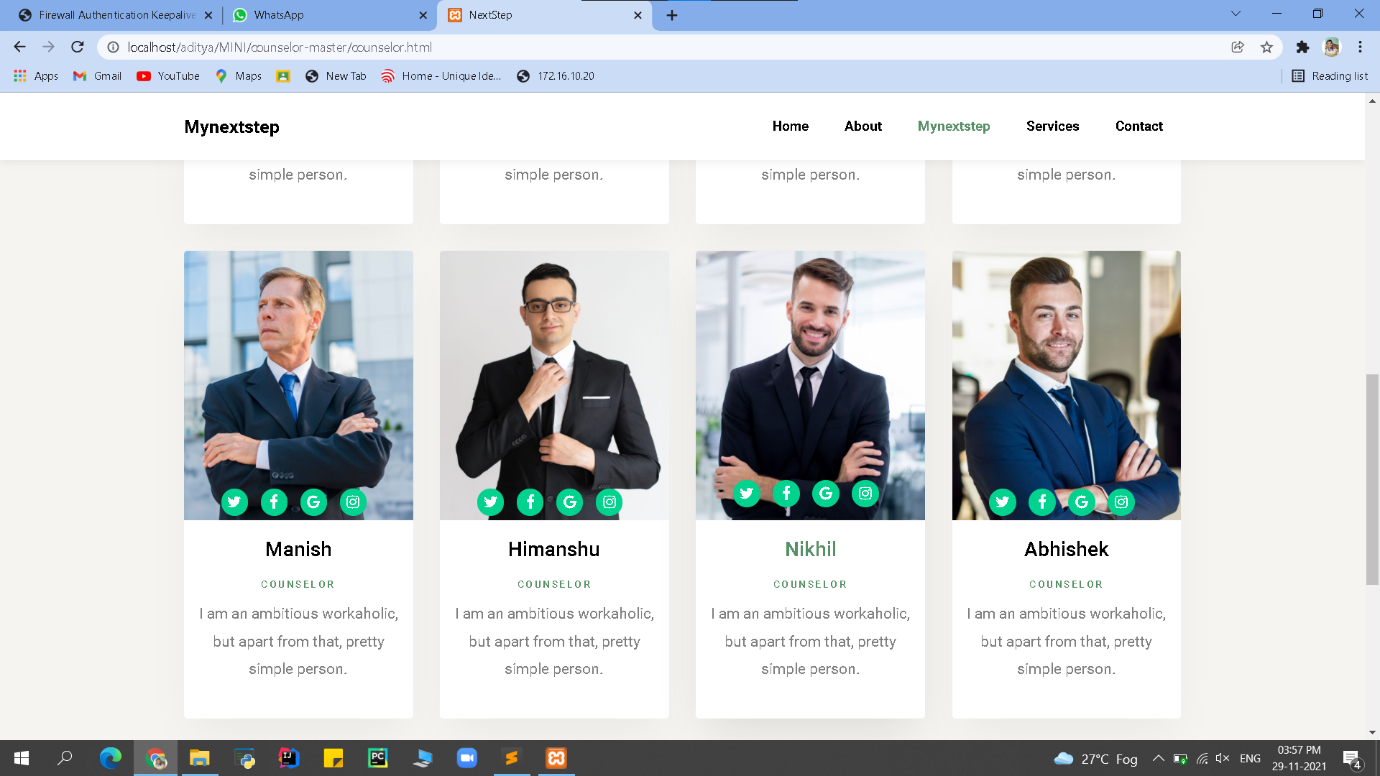 Firewall Authentication Keepalive
WhatsApp
NextStep
localhost/aditya/MINI/counselor-master/counselor.html
Apps
Gmail
YouTube
Maps
New Tab
Home - Unique Ide...
172.16.10.20
Reading list
Mynextstep
Home
About
Mynextstep
Services
Contact
simple person.
simple person.
simple person.
simple person.
Manish
COUNSELOR
I am an ambitious workaholic,
but apart from that, pretty
simple person.
Himanshu
COUNSELOR
I am an ambitious workaholic,
but apart from that, pretty
simple person.
Nikhil
COUNSELOR
I am an ambitious workaholic,
but apart from that, pretty
simple person.
Abhishek
COUNSELOR
I am an ambitious workaholic,
but apart from that, pretty
simple person.
27°C Fog
ENG
03:57 PM
29-11-2021
4